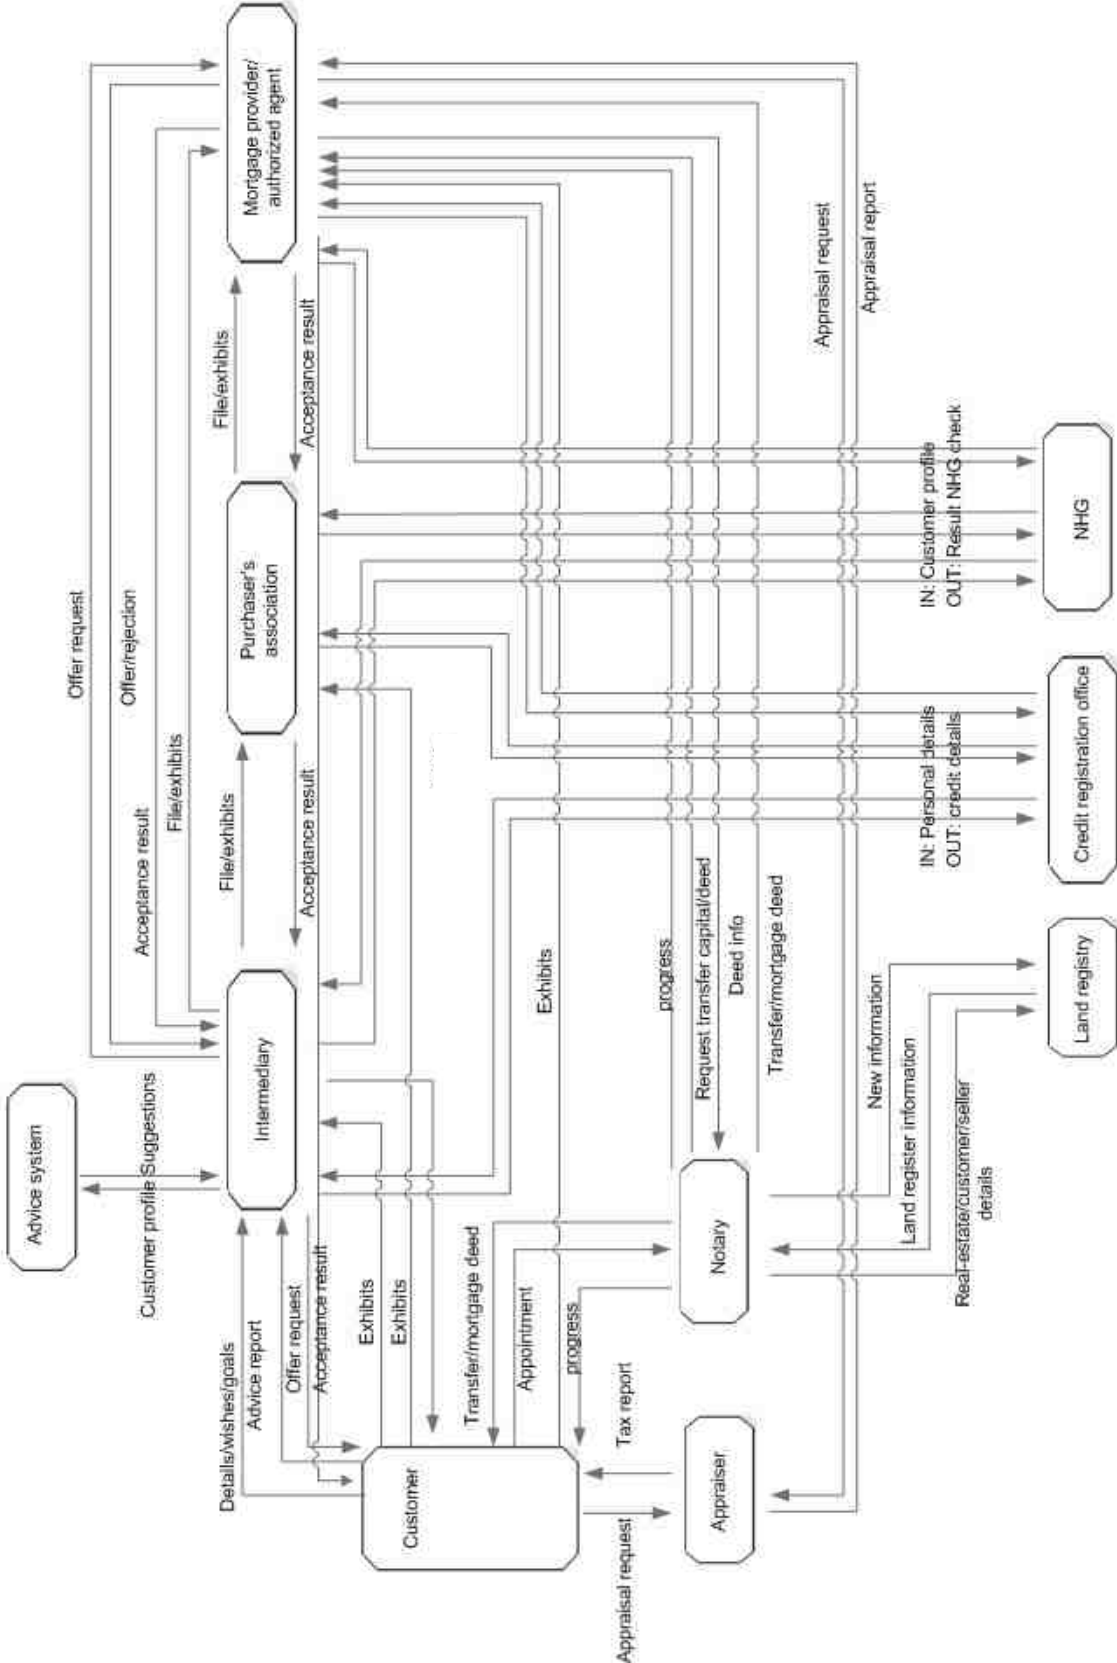 Advice system
Customer profile Suggestions
Offer request
Offer/rejection
Acceptance result
File/exhibits
Mortgage provider/
authorized agent
File/exhibits
Acceptance result
Purchaser's
association
File/exhibits
Acceptance result
Intermediary
Details/wishes/goals
Advice report
Offer request
Acceptance result
Exhibits
Exhibits
Customer
Transfer/mortgage deed
Appointment
progress
Exhibits
Tax report
Appraisal request
Appraiser
Notary
progress
Request transfer capital/deed
Deed info
Transfer/mortgage deed
Appraisal request
Appraisal report
New information
Land register information
Real-estate/customer/seller
details
Land registry
IN: Personal details
OUT: credit details
Credit registration office
IN: Customer profile
OUT: Result NHG check
NHG